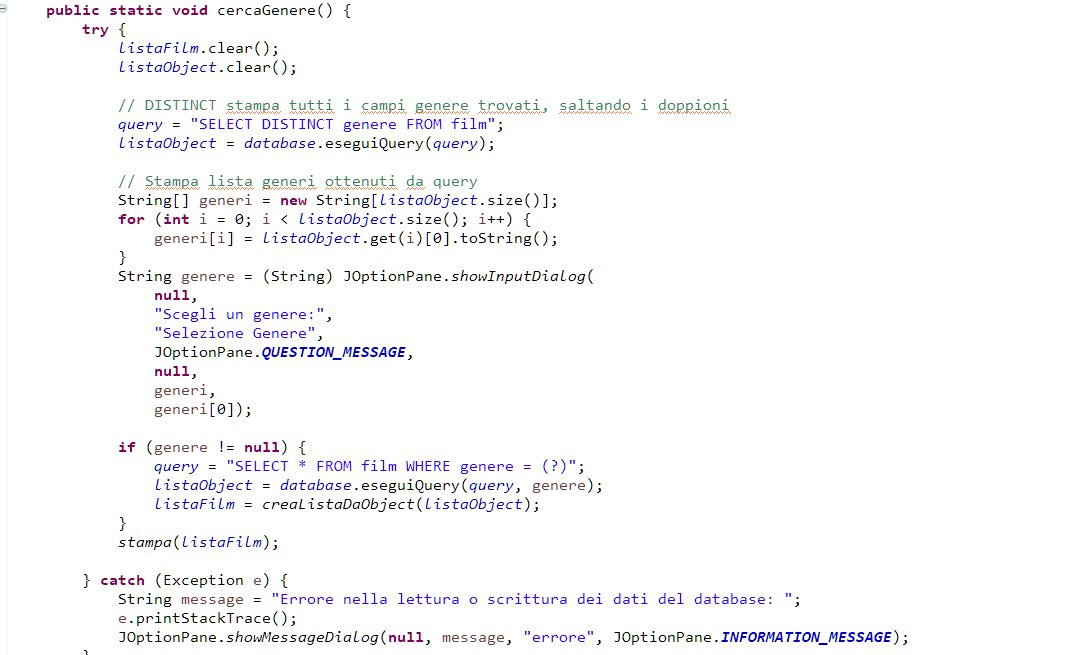 public static void cercaGenere() {
try {
listaFilm.clear();
listaObject.clear();
// DISTINCT stampa tutti i campi genere trovati, saltando i doppioni
query = "SELECT DISTINCT genere FROM film";
listaObject = database.eseguiQuery(query);
// Stampa lista generi ottenuti da query
String[] generi = new String[listaObject.size()];
for (int i = 0; i < listaObject.size(); i++) {
generi[i] = listaObject.get(i)[0].toString();
}
String genere = (String) JOptionPane.showInputDialog(
null,
"Scegli un genere:",
"Selezione Genere",
JOptionPane.QUESTION_MESSAGE,
null,
generi,
generi[0]);
if (genere != null) {
query = "SELECT * FROM film WHERE genere = (?)";
listaObject = database.eseguiQuery(query, genere);
listaFilm = creaListaDaObject(listaObject);
}
stampa(listaFilm);
} catch (Exception e) {
String message = "Errore nella lettura o scrittura dei dati del database: ";
e.printStackTrace();
JOptionPane.showMessageDialog(null, message, "errore", JOptionPane.INFORMATION_MESSAGE);
}